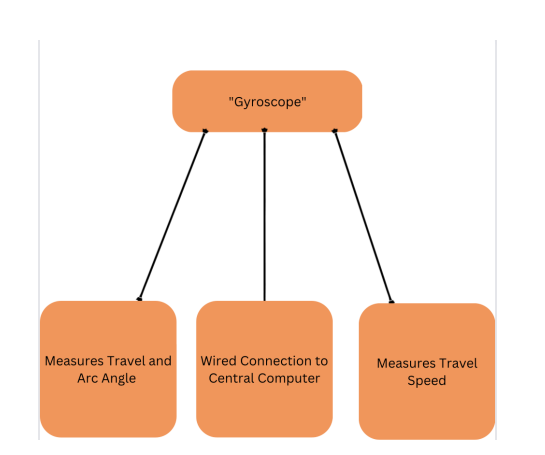 "Gyroscope"
Measures Travel and
Arc Angle
Wired Connection to
Central Computer
Measures Travel
Speed